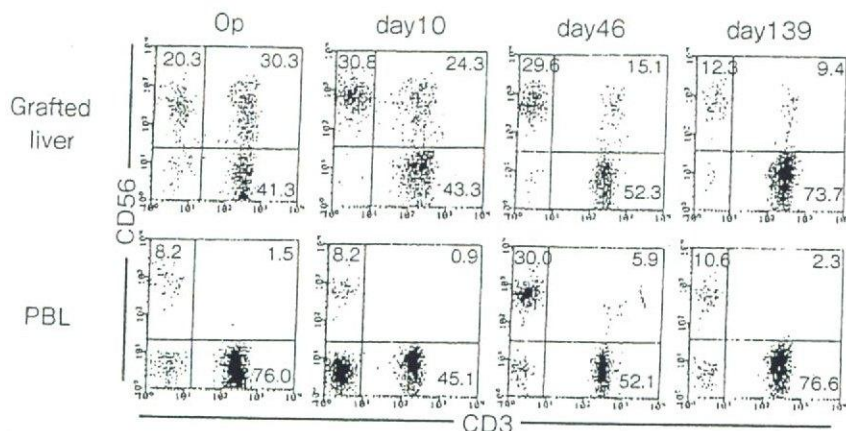 Op day10 day46 day139
Grafted liver
20.3 30.3 41.3
30.8 24.3 43.3
29.6 15.1 52.3
12.3 9.4 73.7
CD56
PBL
8.2 1.5 76.0
8.2 0.9 45.1
30.0 5.9 52.1
10.6 2.3 76.6
CD3